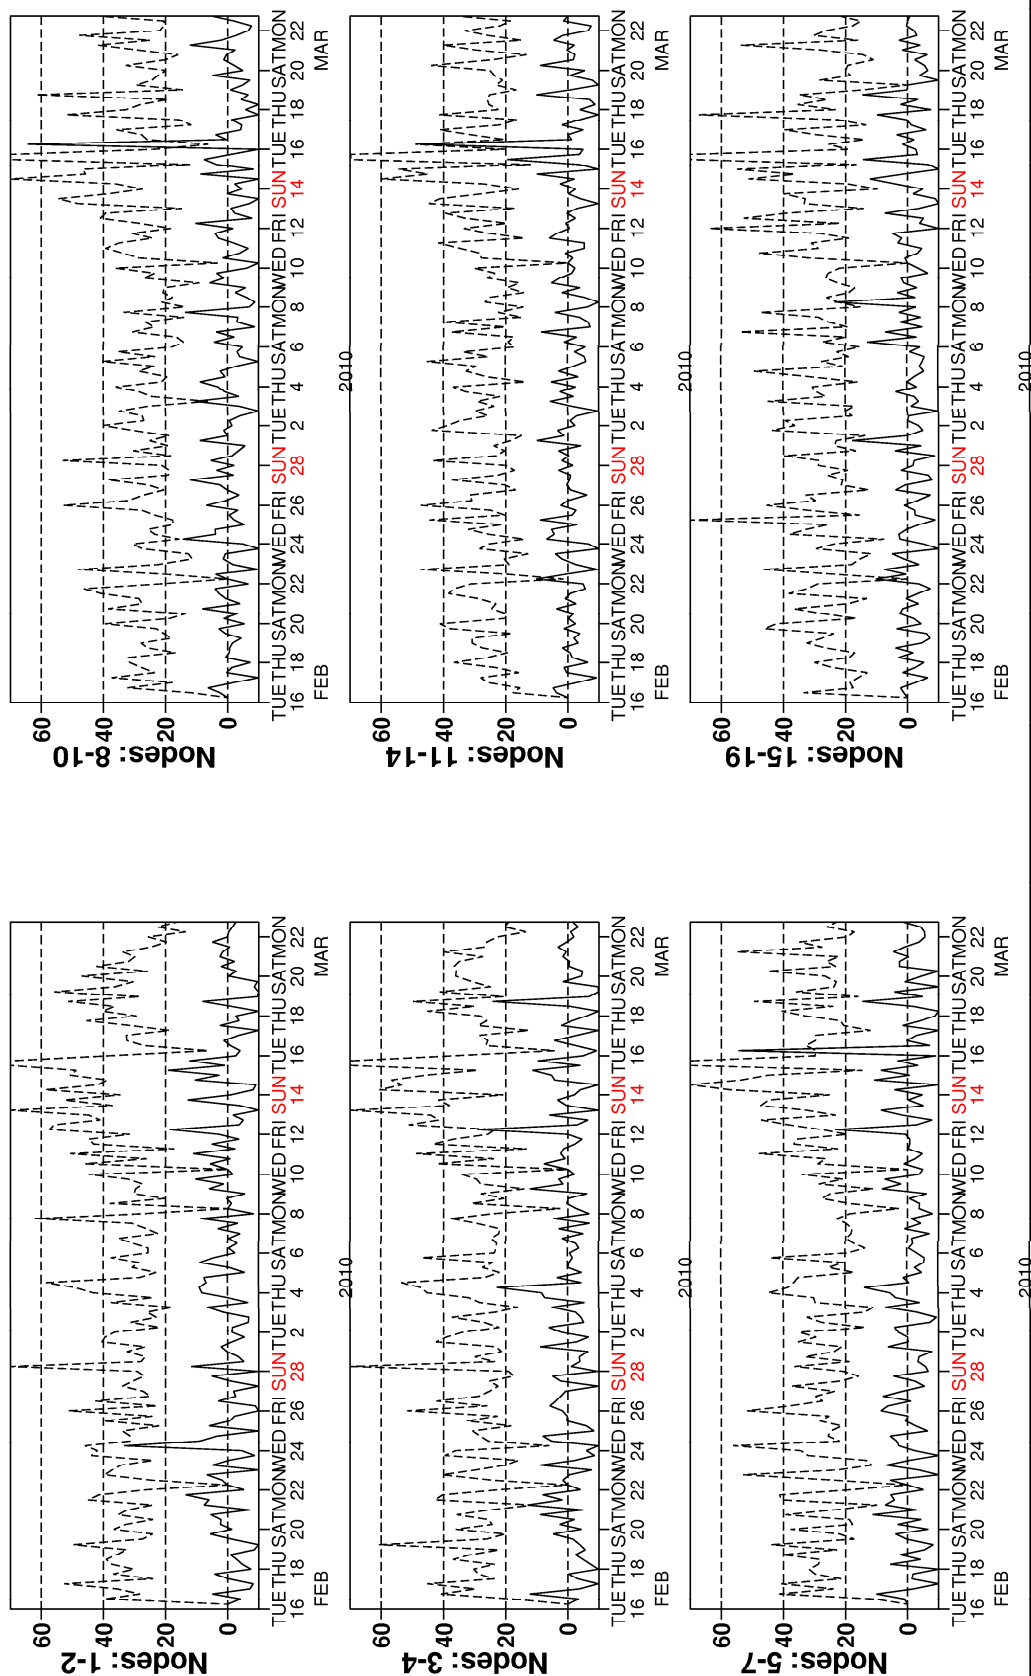 Nodes: 1-2
60
40
20
0
TUE THU SAT MON WED FRI SUN TUE THU SAT MON WED FRI SUN TUE THU SAT MON
16 18 20 22 24 26 28 2 4 6 8 10 12 14 16 18 20 22
FEB MAR
2010
Nodes: 8-10
60
40
20
0
TUE THU SAT MON WED FRI SUN TUE THU SAT MON WED FRI SUN TUE THU SAT MON
16 18 20 22 24 26 28 2 4 6 8 10 12 14 16 18 20 22
FEB MAR
2010
Nodes: 3-4
60
40
20
0
TUE THU SAT MON WED FRI SUN TUE THU SAT MON WED FRI SUN TUE THU SAT MON
16 18 20 22 24 26 28 2 4 6 8 10 12 14 16 18 20 22
FEB MAR
2010
Nodes: 11-14
60
40
20
0
TUE THU SAT MON WED FRI SUN TUE THU SAT MON WED FRI SUN TUE THU SAT MON
16 18 20 22 24 26 28 2 4 6 8 10 12 14 16 18 20 22
FEB MAR
2010
Nodes: 5-7
60
40
20
0
TUE THU SAT MON WED FRI SUN TUE THU SAT MON WED FRI SUN TUE THU SAT MON
16 18 20 22 24 26 28 2 4 6 8 10 12 14 16 18 20 22
FEB MAR
2010
Nodes: 15-19
60
40
20
0
TUE THU SAT MON WED FRI SUN TUE THU SAT MON WED FRI SUN TUE THU SAT MON
16 18 20 22 24 26 28 2 4 6 8 10 12 14 16 18 20 22
FEB MAR
2010